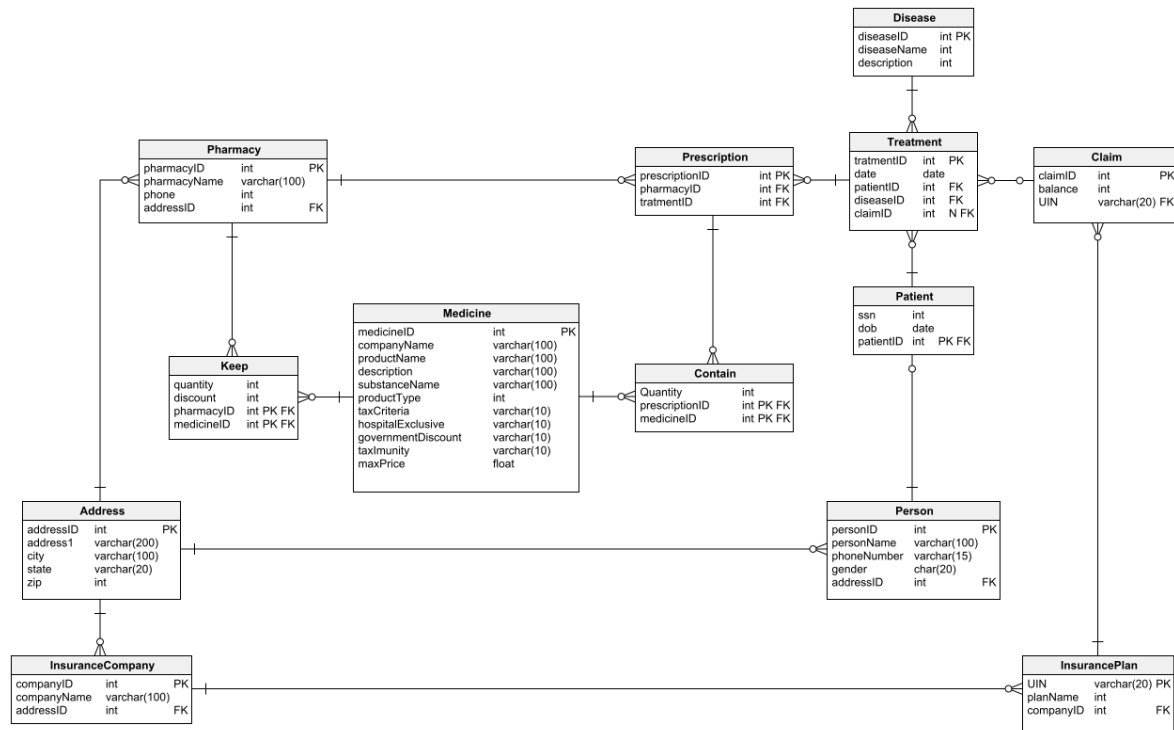 Disease
diseaseID int PK
diseaseName int
description int
Pharmacy
pharmacyID int PK
pharmacyName varchar(100)
phone int
addressID int FK
Prescription
prescriptionID int PK
pharmacyID int FK
tratmentID int FK
Treatment
tratmentID int PK
date date
patientID int FK
diseaseID int FK
claimID int N FK
Claim
claimID int PK
balance int
UIN varchar(20) FK
Patient
ssn int
dob date
patientID int PK FK
Medicine
medicineID int PK
companyName varchar(100)
productName varchar(100)
description varchar(100)
substanceName varchar(100)
productType int
taxCriteria varchar(10)
hospitalExclusive varchar(10)
governmentDiscount varchar(10)
taxImunity varchar(10)
maxPrice float
Keep
quantity int
discount int
pharmacyID int PK FK
medicineID int PK FK
Contain
Quantity int
prescriptionID int PK FK
medicineID int PK FK
Address
addressID int PK
address1 varchar(200)
city varchar(100)
state varchar(20)
zip int
Person
personID int PK
personName varchar(100)
phoneNumber varchar(15)
gender char(20)
addressID int FK
InsuranceCompany
companyID int PK
companyName varchar(100)
addressID int FK
InsurancePlan
UIN varchar(20) PK
planName int
companyID int FK